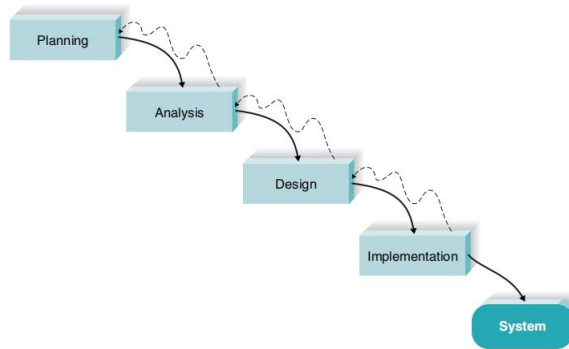 Planning
Analysis
Design
Implementation
System